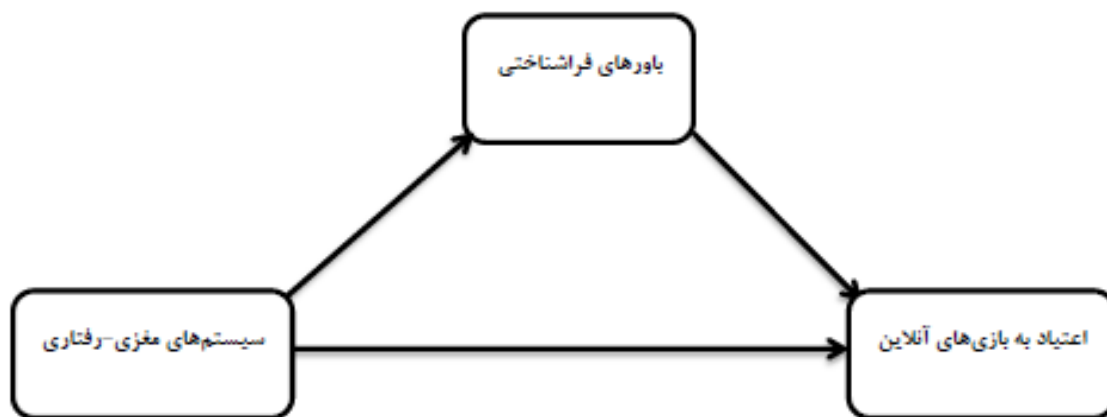 باورهای فراشناختی
سیستم‌های مغزی-رفتاری
اعتیاد به بازی‌های آنلاین